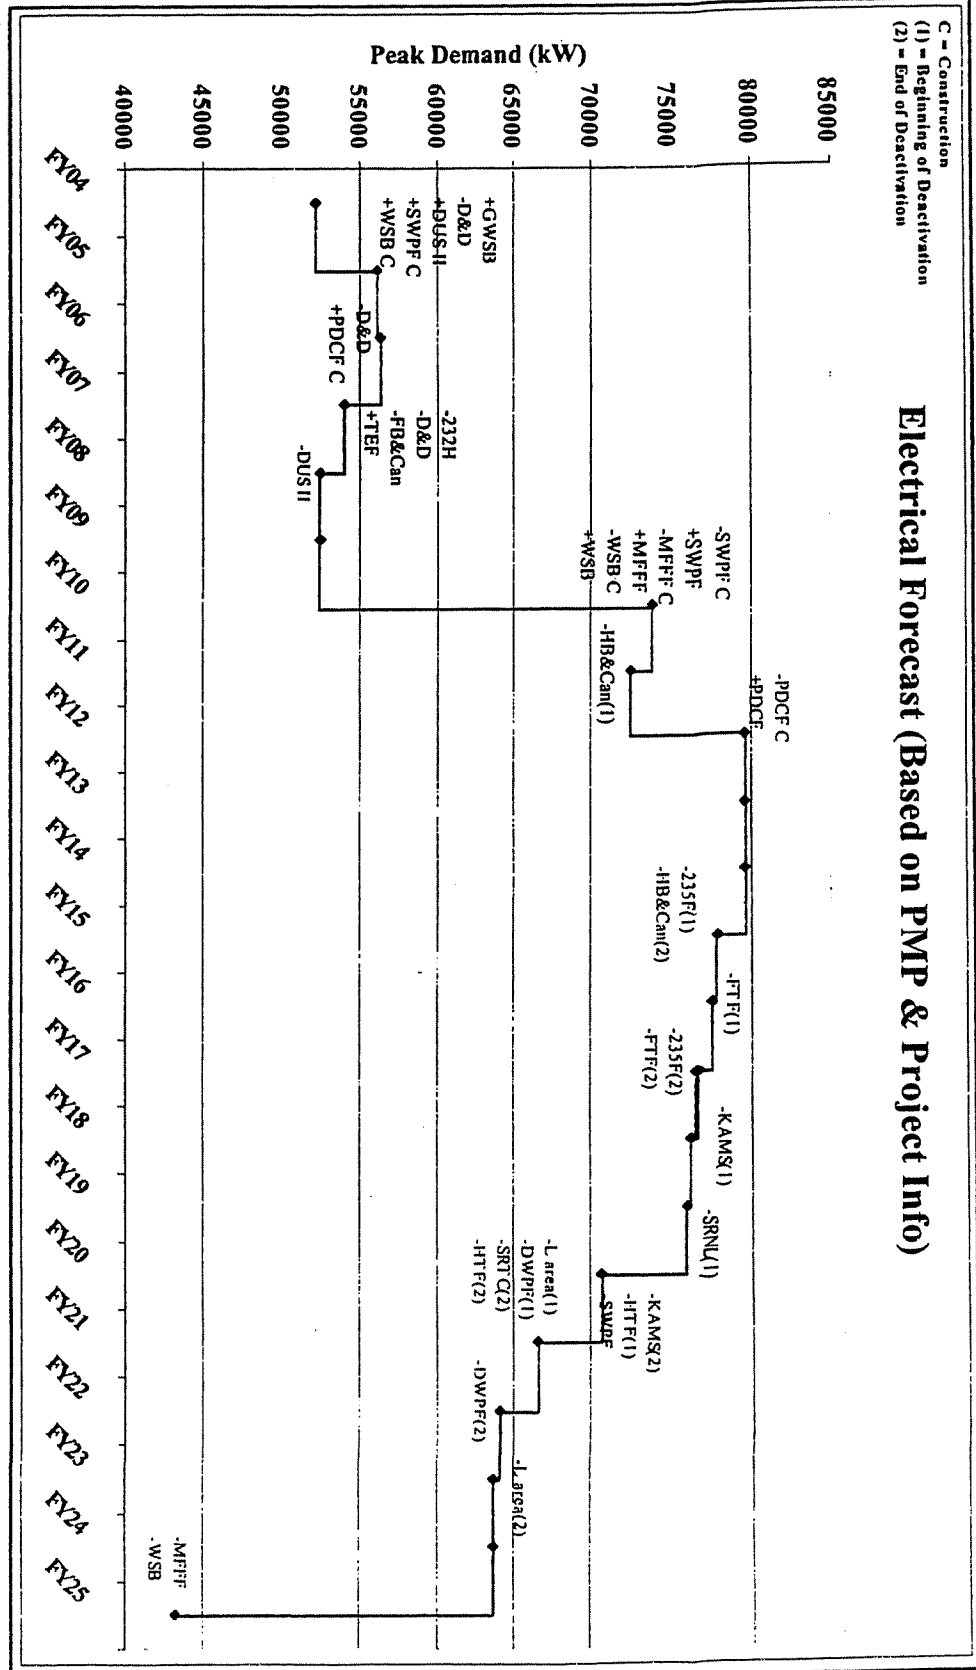 Electrical Forecast (Based on PMP & Project Info)
C = Construction
(1) = Beginning of Deactivation
(2) = End of Deactivation
Peak Demand (kW)
85000
80000
75000
70000
65000
60000
55000
50000
45000
40000
+GWSB
-D&D
+DUS II
+SWPF C
+WSB C
-D&D
+PDCF C
-232H
-D&D
-FB&Can
+TEF
-DUS II
-SWPF C
+SWPF
-MFFF C
+MFFF
-WSB C
+WSB
-HB&Can(1)
-PDCF C
+PDCF
-235F(1)
-HB&Can(2)
-FTF(1)
-235F(2)
-FTF(2)
-KAMS(1)
-SRNL(1)
-KAMS(2)
-HTF(1)
-SWPF
-L area(1)
-DWPF(1)
-SRTC(2)
-HTF(2)
-DWPF(2)
-L area(2)
-MFFF
-WSB
FY04
FY05
FY06
FY07
FY08
FY09
FY10
FY11
FY12
FY13
FY14
FY15
FY16
FY17
FY18
FY19
FY20
FY21
FY22
FY23
FY24
FY25